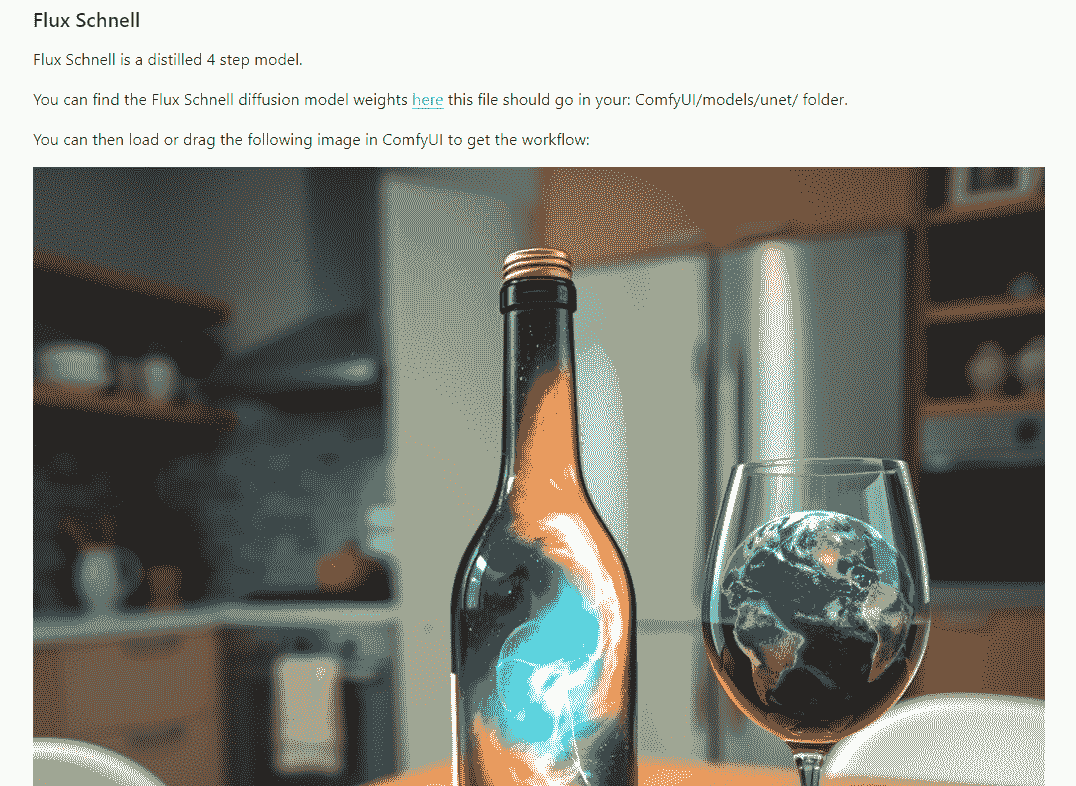 Flux Schnell
Flux Schnell is a distilled 4 step model.
You can find the Flux Schnell diffusion model weights here this file should go in your: ComfyUI/models/unet/ folder.
You can then load or drag the following image in ComfyUI to get the workflow: